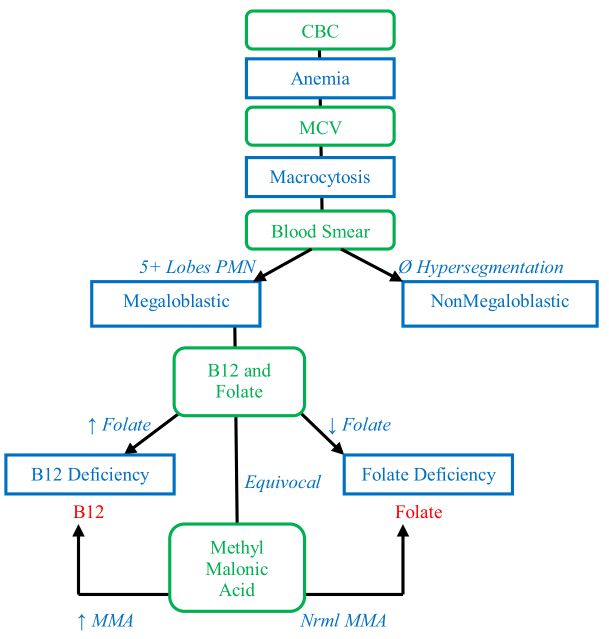 CBC
Anemia
MCV
Macrocytosis
Blood Smear
5+ Lobes PMN
Ø Hypersegmentation
Megaloblastic
NonMegaloblastic
B12 and
Folate
↑ Folate
↓ Folate
B12 Deficiency
Equivocal
Folate Deficiency
B12
Folate
Methyl
Malonic
Acid
↑ MMA
Nrml MMA